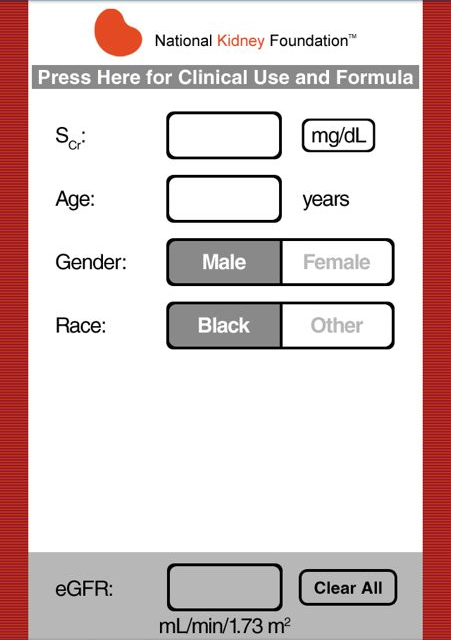 National Kidney Foundation™
Press Here for Clinical Use and Formula
SCr: mg/dL
Age: years
Gender: Male Female
Race: Black Other
eGFR: Clear All
mL/min/1.73 m²